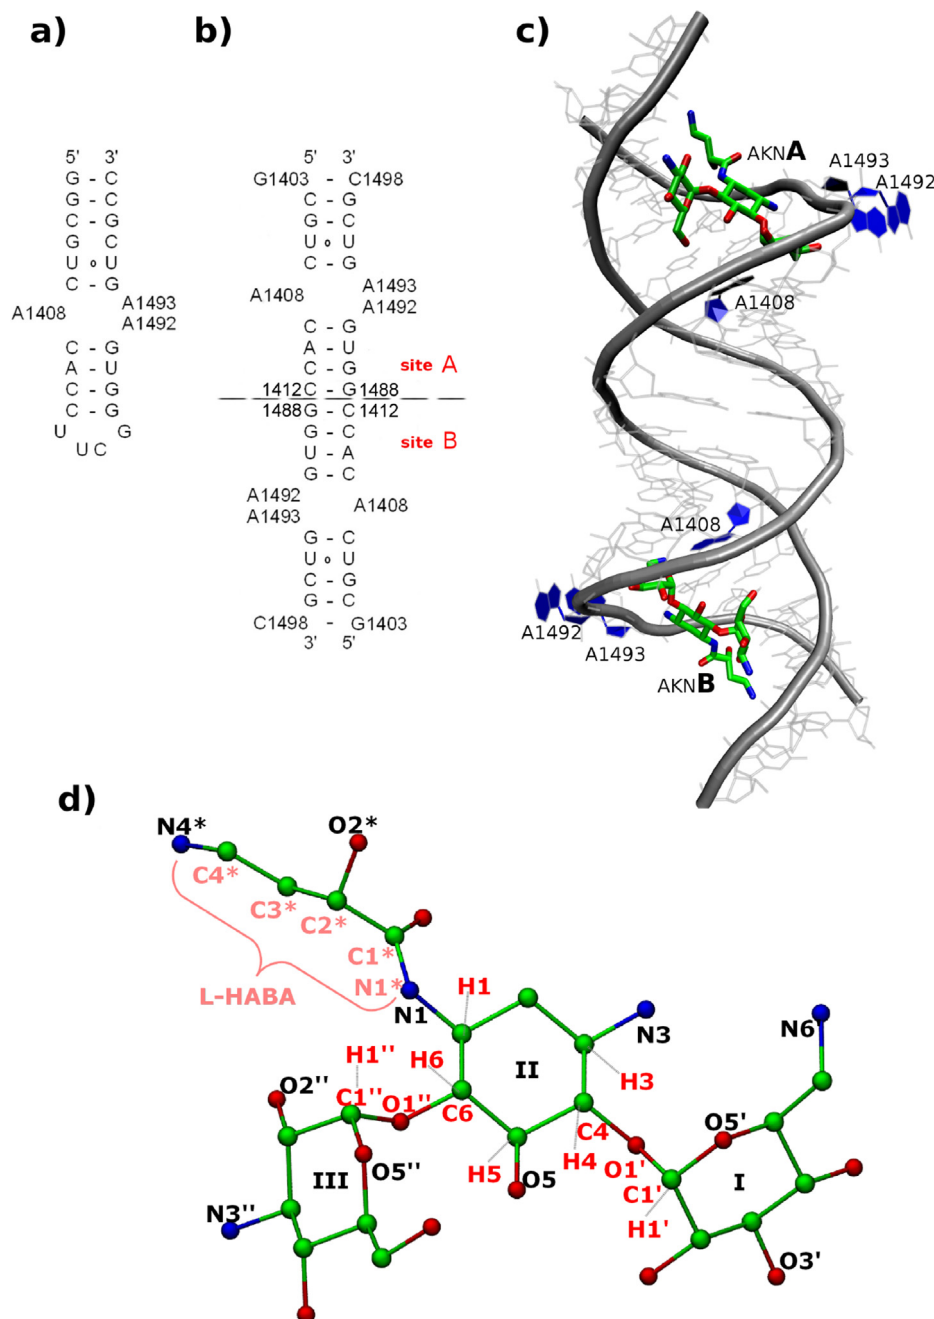 a)
5' 3'
G - C
G - C
C - G
G - C
U ° U
C - G
A1408
A1493
A1492
C - G
A - U
C - G
C - G
U G
U C
b)
5' 3'
G1403 G - C C1498
C - G
G - C
U ° U
C - G
A1408
A1493
A1492
C - G
A - U
C - G
site A
1412 C - G 1488
1488 G - C 1412
site B
G - C
U - A
G - C
A1492
A1493
A1408
G - C
U ° U
C - G
G - C
C1498 C - G G1403
3' 5'
c)
AKNA
A1493
A1492
A1408
A1408
A1492
A1493
AKNB
d)
N4*
O2*
C4*
C3*
C2*
C1*
L-HABA
N1*
N1
H1
N3
N6
H1''
H6
II
H3
O2''
C1''
O1''
C6
C4
O5'
H5
O5
H4
O1'
III
O5''
C1'
I
N3''
H1'
O3'